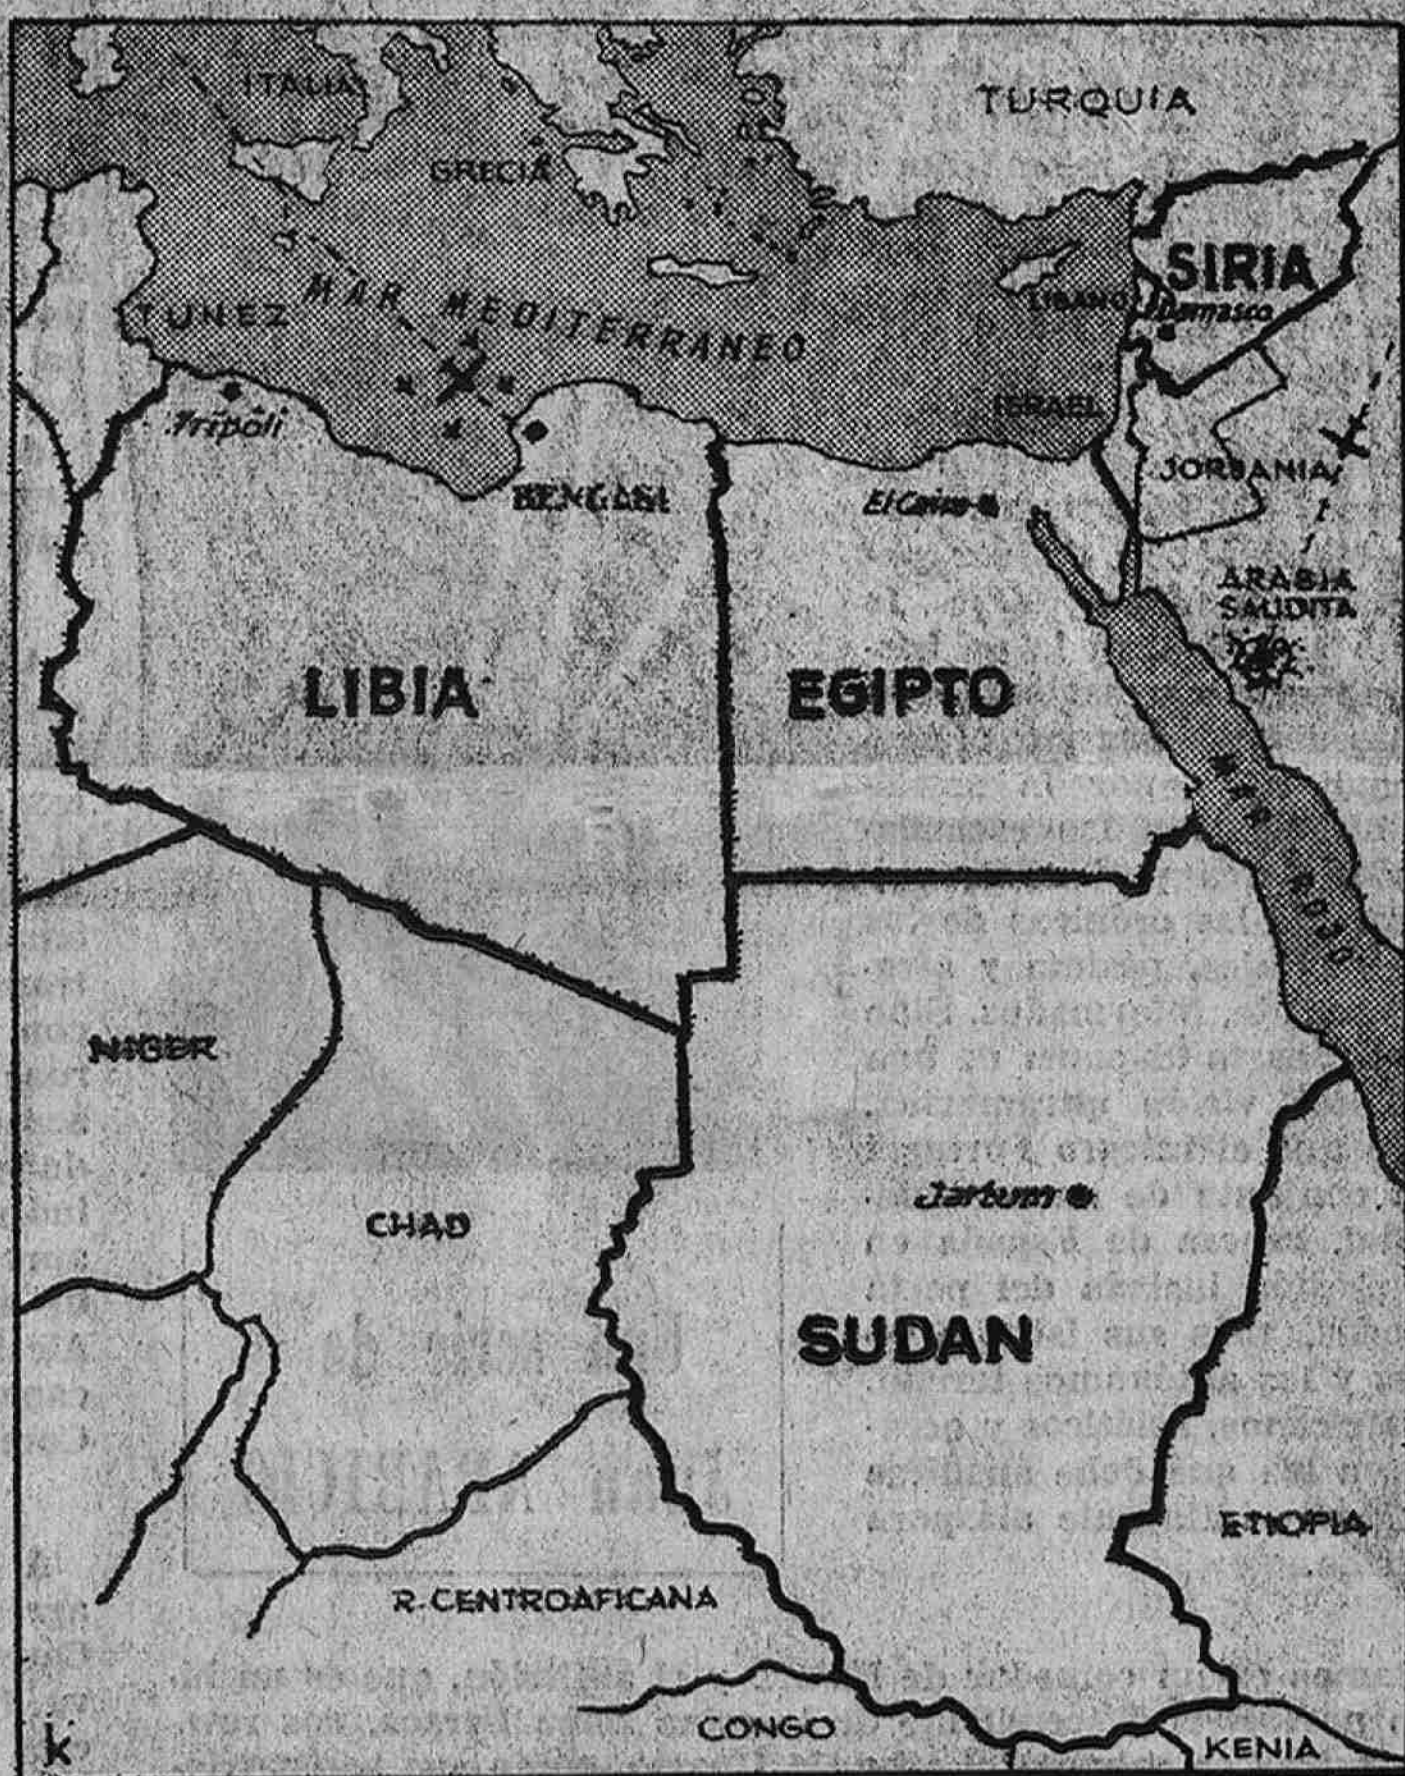 ITALIA
TURQUIA
GRECIA
SIRIA
LIBANO
Damasco
TUNEZ
MAR MEDITERRANEO
Tripoli
ISRAEL
BENGASI
JORDANIA
El Cairo
ARABIA
SAUDITA
LIBIA
EGIPTO
MAR ROJO
NIGER
Jartum
CHAD
SUDAN
ETIOPIA
R. CENTROAFICANA
CONGO
KENIA
k